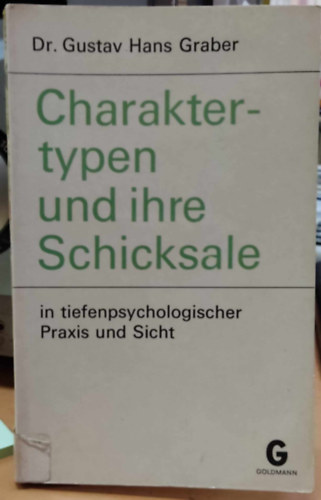 Dr. Gustav Hans Graber
Charakter-
typen
und ihre
Schicksale
in tiefenpsychologischer
Praxis und Sicht
G
GOLDMANN